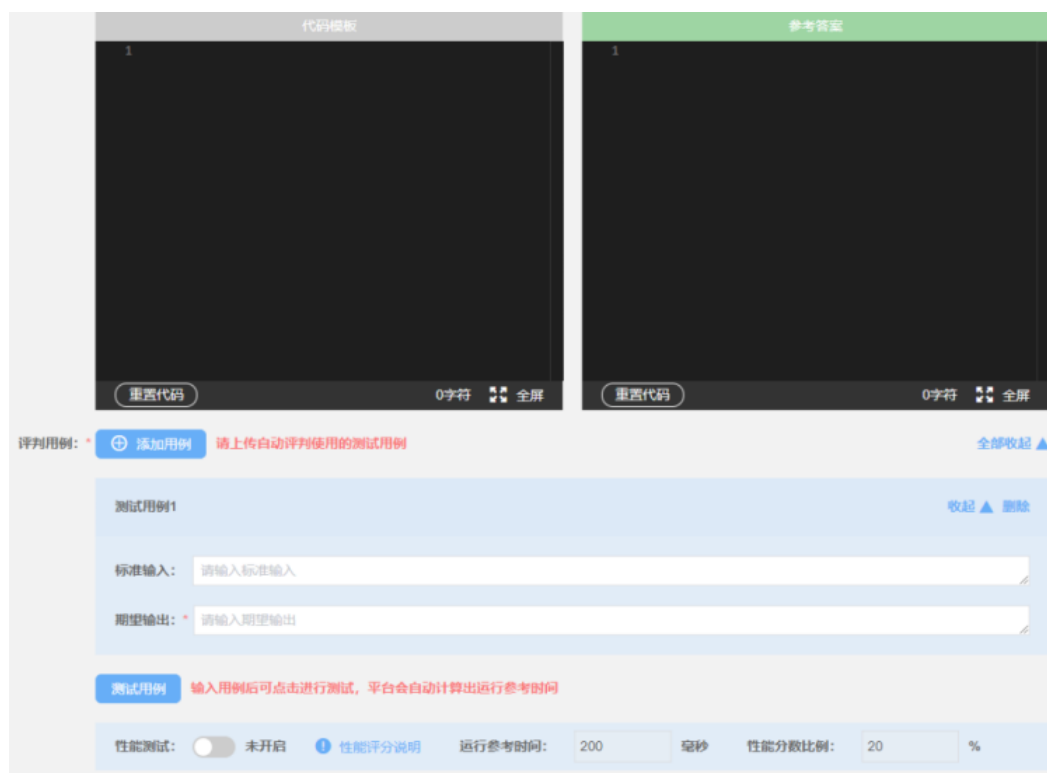 代码模板 参考答案
1 1
重置代码 0字符 全屏 重置代码 0字符 全屏
评判用例: * 添加用例 请上传自动评判使用的测试用例 全部收起
测试用例1 收起 删除
标准输入: 请输入标准输入
期望输出: * 请输入期望输出
测试用例 输入用例后可点击进行测试，平台会自动计算出运行参考时间
性能测试: 未开启 性能评分说明 运行参考时间: 200 毫秒 性能分数比例: 20 %